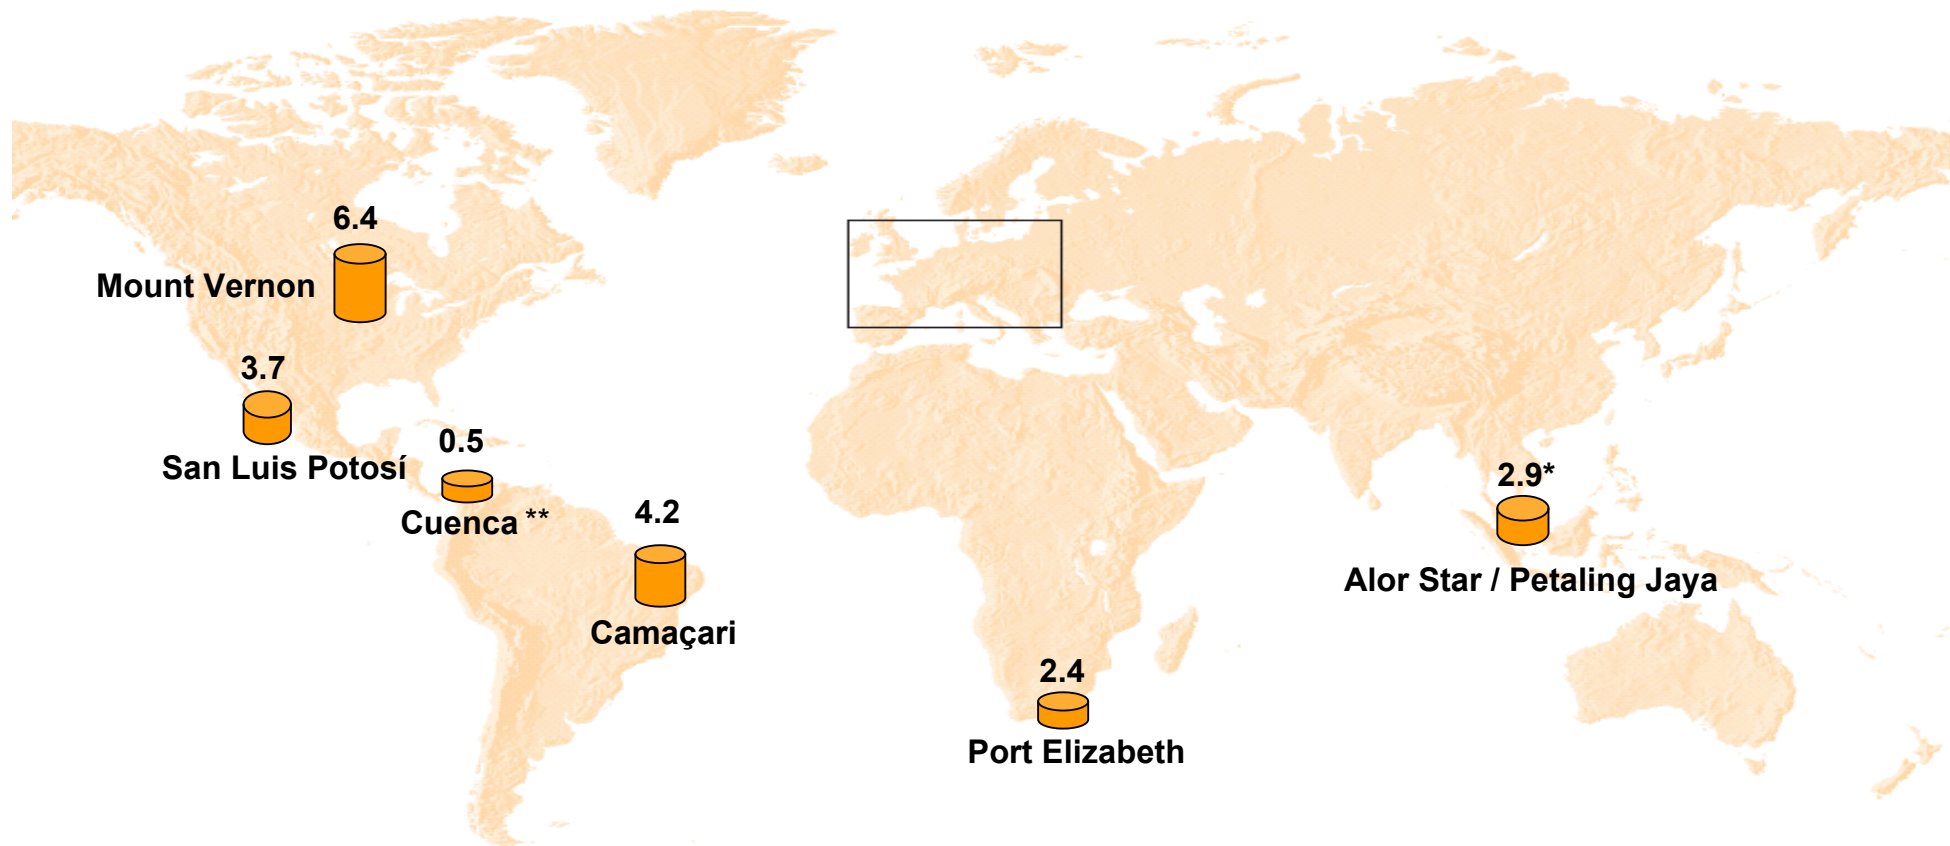 6.4
Mount Vernon
3.7
San Luis Potosí
0.5
Cuenca **
4.2
Camaçari
2.4
Port Elizabeth
2.9*
Alor Star / Petaling Jaya